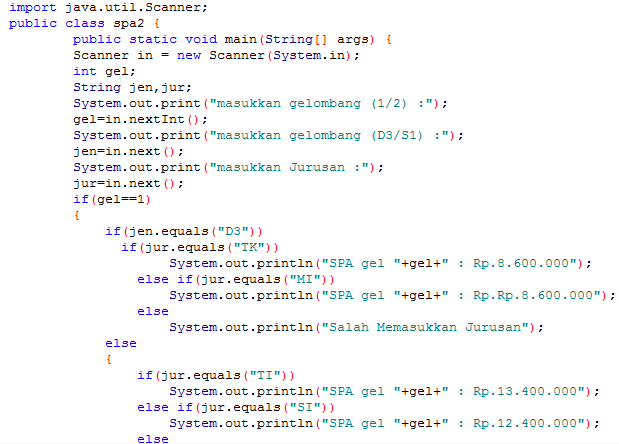 import java.util.Scanner;
public class spa2 {
public static void main(String[] args) {
Scanner in = new Scanner(System.in);
int gel;
String jen,jur;
System.out.print("masukkan gelombang (1/2) :");
gel=in.nextInt();
System.out.print("masukkan gelombang (D3/S1) :");
jen=in.next();
System.out.print("masukkan Jurusan :");
jur=in.next();
if(gel==1)
{
if(jen.equals("D3"))
if(jur.equals("TK"))
System.out.println("SPA gel "+gel+" : Rp.8.600.000");
else if(jur.equals("MI"))
System.out.println("SPA gel "+gel+" : Rp.Rp.8.600.000");
else
System.out.println("Salah Memasukkan Jurusan");
else
{
if(jur.equals("TI"))
System.out.println("SPA gel "+gel+" : Rp.13.400.000");
else if(jur.equals("SI"))
System.out.println("SPA gel "+gel+" : Rp.12.400.000");
else